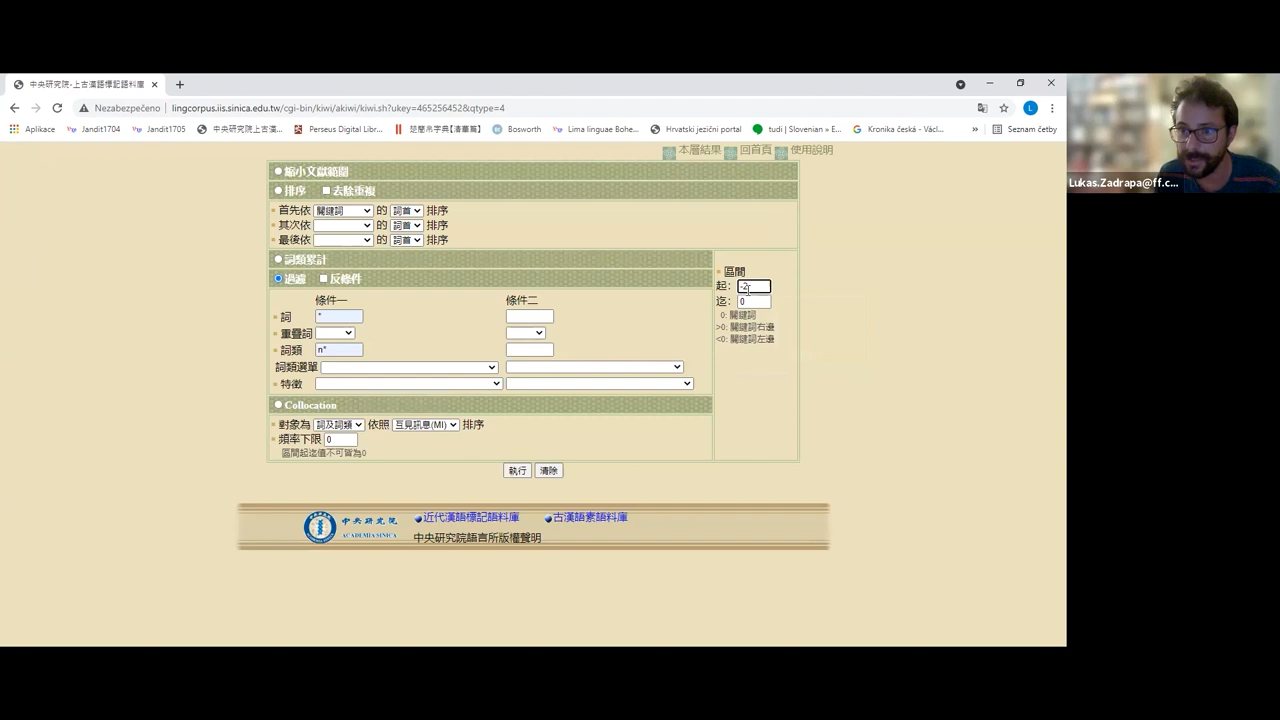 中央研究院-上古漢語標記語料庫
Nezabezpečeno
lingcorpus.iis.sinica.edu.tw/cgi-bin/kiwi/akiwi/kiwi.sh?ukey=465256452&qtype=4
L
Aplikace
Jandit1704
Jandit1705
中央研究院上古漢...
Perseus Digital Libr...
楚簡帛字典【清華篇】
Bosworth
Lima linguae Bohe...
Hrvatski jezični portal
tudi | Slovenian » E...
Kronika česká - Václ...
»
Seznam četby
Lukas.Zadrapa@ff.c...
本層結果
回首頁
使用說明
縮小文獻範圍
排序
去除重複
首先依 關鍵詞 的 詞首 排序
其次依 的 詞首 排序
最後依 的 詞首 排序
詞類累計
過濾
反條件
條件一
條件二
詞 *
重疊詞
詞類 n*
詞類選單
特徵
區間
起: -2
迄: 0
0: 關鍵詞
>0: 關鍵詞右邊
<0: 關鍵詞左邊
Collocation
對象為 詞及詞類 依照 互見訊息(MI) 排序
頻率下限 0
區間起迄值不可皆為0
執行
清除
中央研究院
ACADEMIA SINICA
近代漢語標記語料庫
古漢語語料庫
中央研究院語言所版權聲明